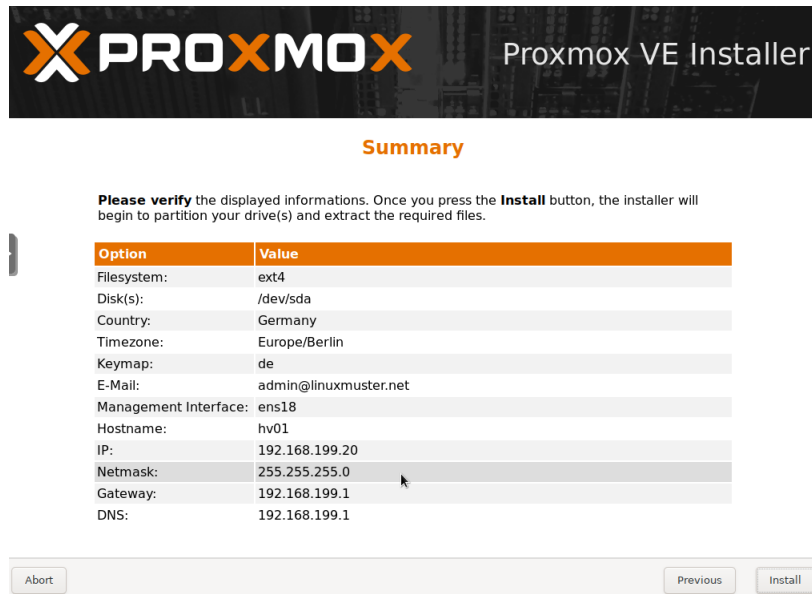 PROXMOX Proxmox VE Installer
Summary
Please verify the displayed informations. Once you press the Install button, the installer will
begin to partition your drive(s) and extract the required files.
Option Value
Filesystem: ext4
Disk(s): /dev/sda
Country: Germany
Timezone: Europe/Berlin
Keymap: de
E-Mail: admin@linuxmuster.net
Management Interface: ens18
Hostname: hv01
IP: 192.168.199.20
Netmask: 255.255.255.0
Gateway: 192.168.199.1
DNS: 192.168.199.1
Abort Previous Install